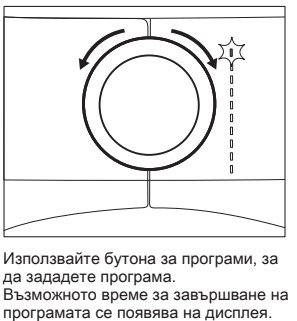 Използвайте бутона за програми, за
да зададете програма.
Възможното време за завършване на
програмата се появява на дисплея.